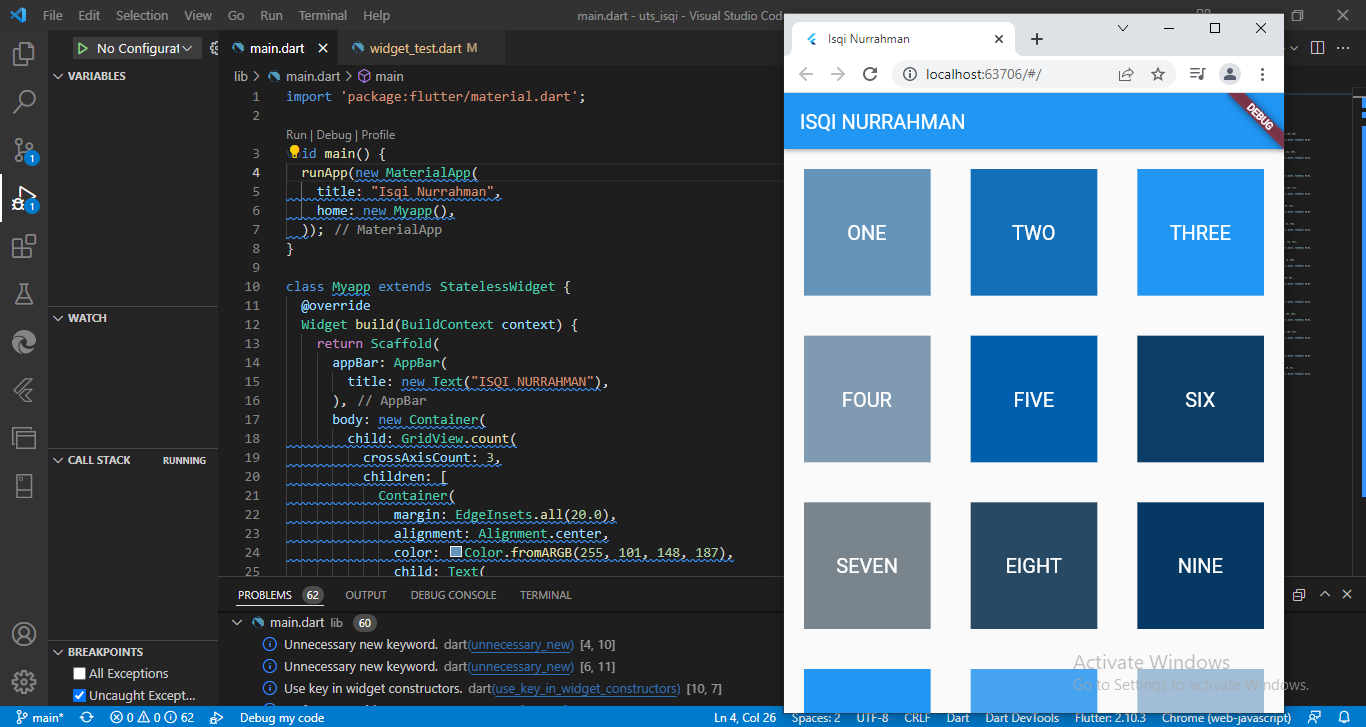 File Edit Selection View Go Run Terminal Help
main.dart - uts_isqi - Visual Studio Cod
No Configurat
main.dart
widget_test.dart M
VARIABLES
WATCH
CALL STACK RUNNING
BREAKPOINTS
All Exceptions
Uncaught Except...
1
1
lib > main.dart > main
1 import 'package:flutter/material.dart';
2
Run | Debug | Profile
3 id main() {
4 runApp(new MaterialApp(
5 title: "Isqi Nurrahman",
6 home: new Myapp(),
7 )); // MaterialApp
8 }
9
10 class Myapp extends StatelessWidget {
11 @override
12 Widget build(BuildContext context) {
13 return Scaffold(
14 appBar: AppBar(
15 title: new Text("ISQI NURRAHMAN"),
16 ), // AppBar
17 body: new Container(
18 child: GridView.count(
19 crossAxisCount: 3,
20 children: [
21 Container(
22 margin: EdgeInsets.all(20.0),
23 alignment: Alignment.center,
24 color: Color.fromARGB(255, 101, 148, 187),
25 child: Text(
PROBLEMS 62 OUTPUT DEBUG CONSOLE TERMINAL
main.dart lib 60
Unnecessary new keyword. dart(unnecessary_new) [4, 10]
Unnecessary new keyword. dart(unnecessary_new) [6, 11]
Use key in widget constructors. dart(use_key_in_widget_constructors) [10, 7]
Isqi Nurrahman
localhost:63706/#/
ISQI NURRAHMAN
DEBUG
ONE TWO THREE
FOUR FIVE SIX
SEVEN EIGHT NINE
Activate Windows
Go to Settings to activate Windows.
main* 0 0 62 Debug my code Ln 4, Col 26 Spaces: 2 UTF-8 CRLF Dart Dart DevTools Flutter: 2.10.3 Chrome (web-javascript)